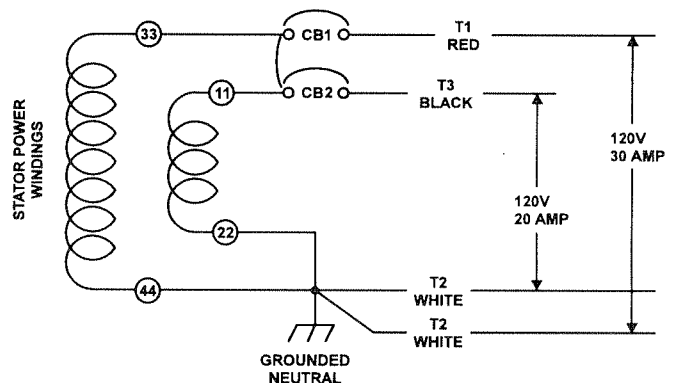 33
CB1
T1
RED
11
CB2
T3
BLACK
STATOR POWER
WINDINGS
120V
30 AMP
120V
20 AMP
22
44
T2
WHITE
T2
WHITE
GROUNDED
NEUTRAL